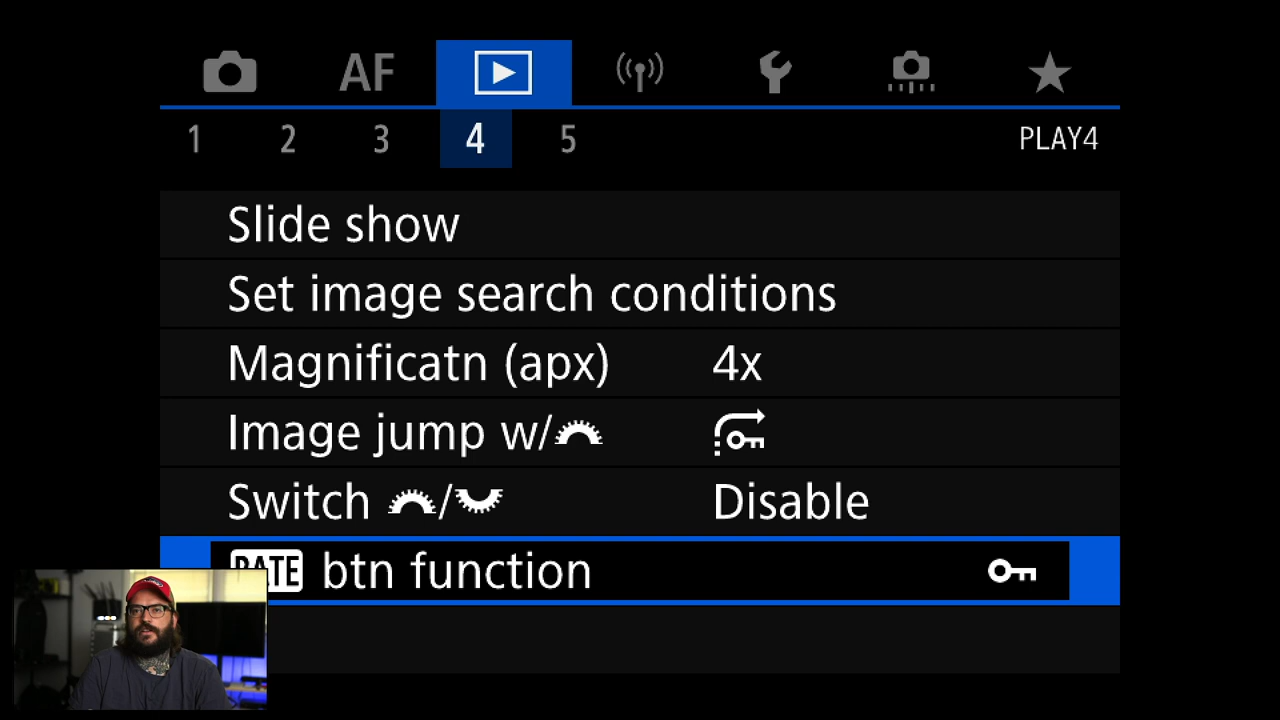 AF
1 2 3 4 5 PLAY4
Slide show
Set image search conditions
Magnificatn (apx) 4x
Image jump w/
Switch / Disable
RATE btn function